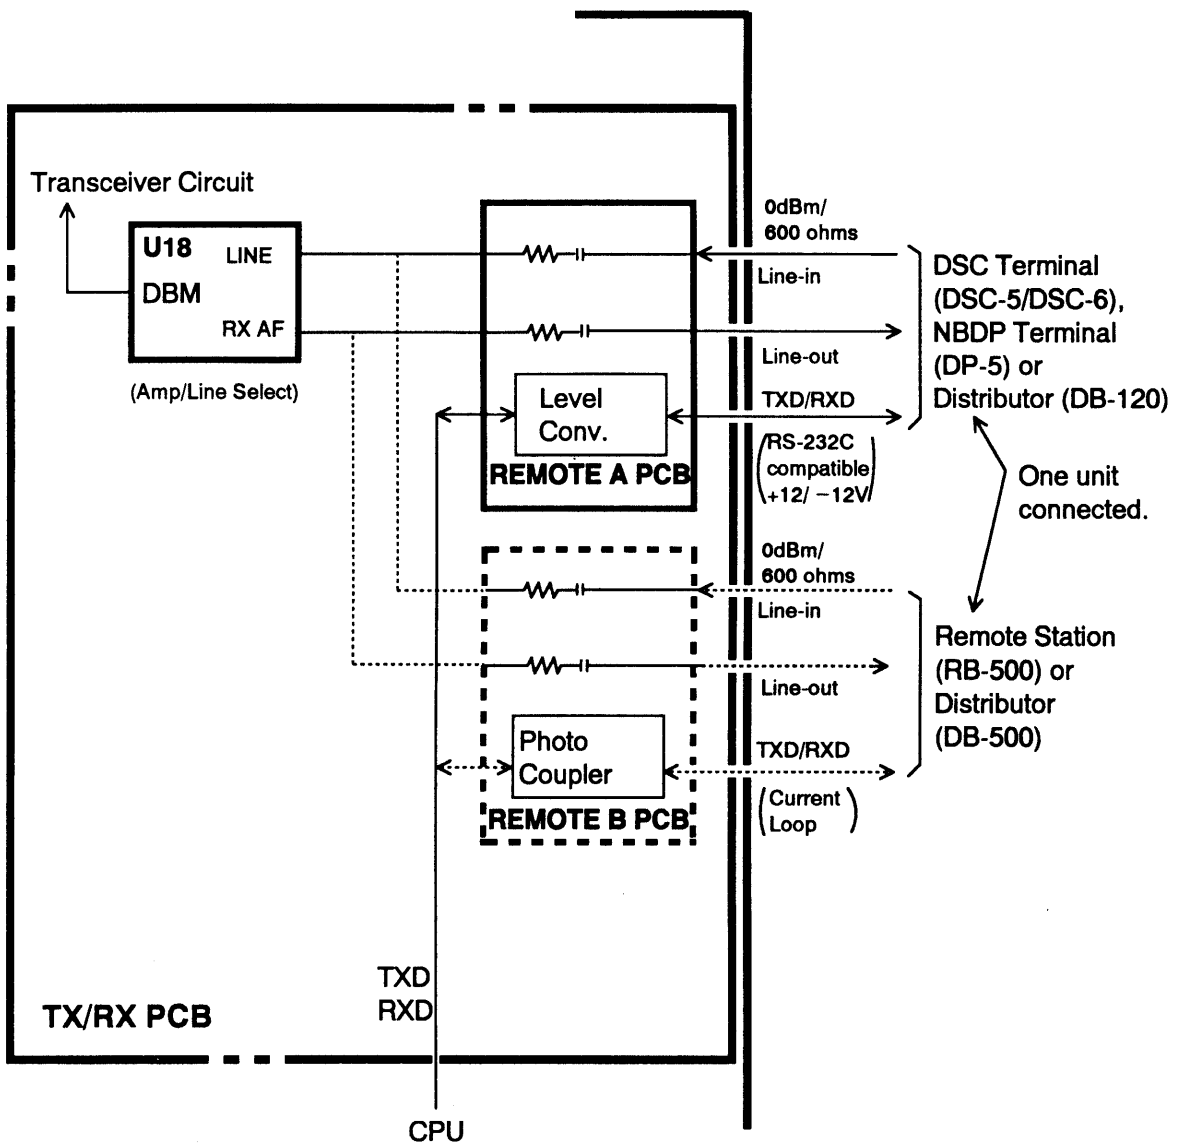 Transceiver Circuit
U18 LINE
DBM
RX AF
(Amp/Line Select)
0dBm/
600 ohms
Line-in
Line-out
Level
Conv.
TXD/RXD
REMOTE A PCB
(RS-232C
compatible
+12/ −12V)
DSC Terminal
(DSC-5/DSC-6),
NBDP Terminal
(DP-5) or
Distributor (DB-120)
One unit
connected.
0dBm/
600 ohms
Line-in
Line-out
Photo
Coupler
TXD/RXD
REMOTE B PCB
(Current
Loop)
Remote Station
(RB-500) or
Distributor
(DB-500)
TXD
RXD
TX/RX PCB
CPU